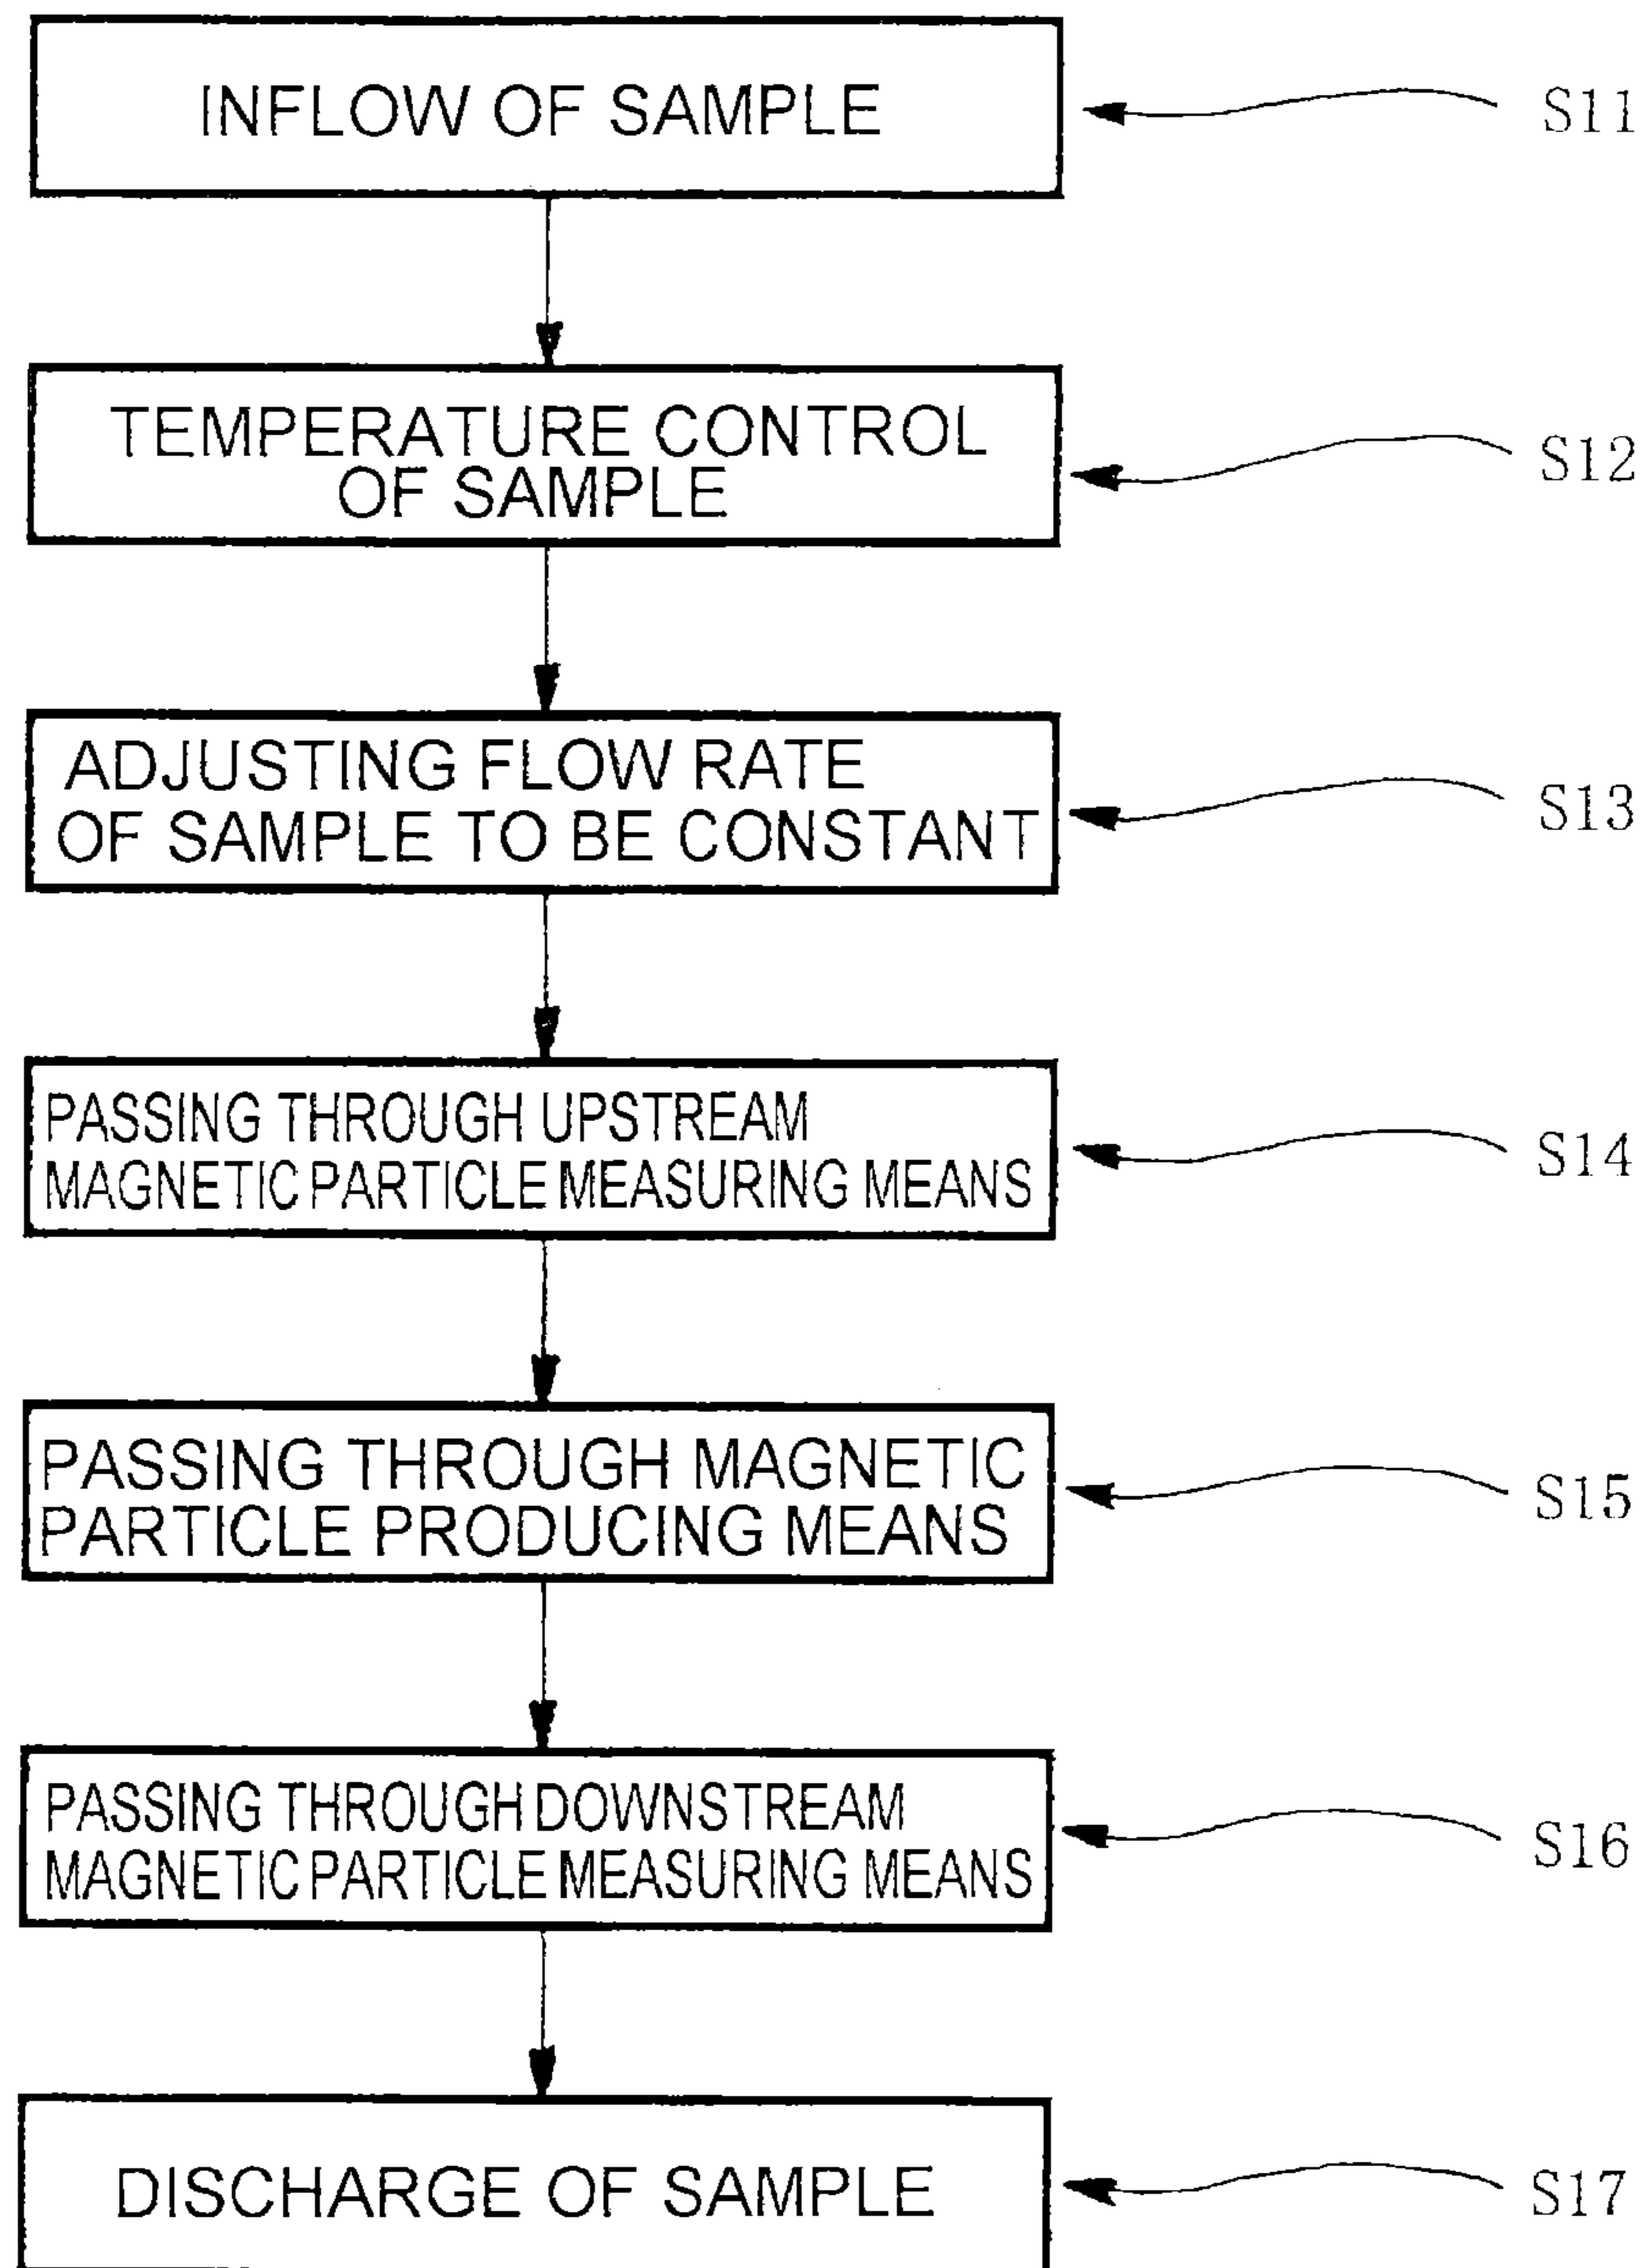 INFLOW OF SAMPLE
S11
TEMPERATURE CONTROL
OF SAMPLE
S12
ADJUSTING FLOW RATE
OF SAMPLE TO BE CONSTANT
S13
PASSING THROUGH UPSTREAM
MAGNETIC PARTICLE MEASURING MEANS
S14
PASSING THROUGH MAGNETIC
PARTICLE PRODUCING MEANS
S15
PASSING THROUGH DOWNSTREAM
MAGNETIC PARTICLE MEASURING MEANS
S16
DISCHARGE OF SAMPLE
S17